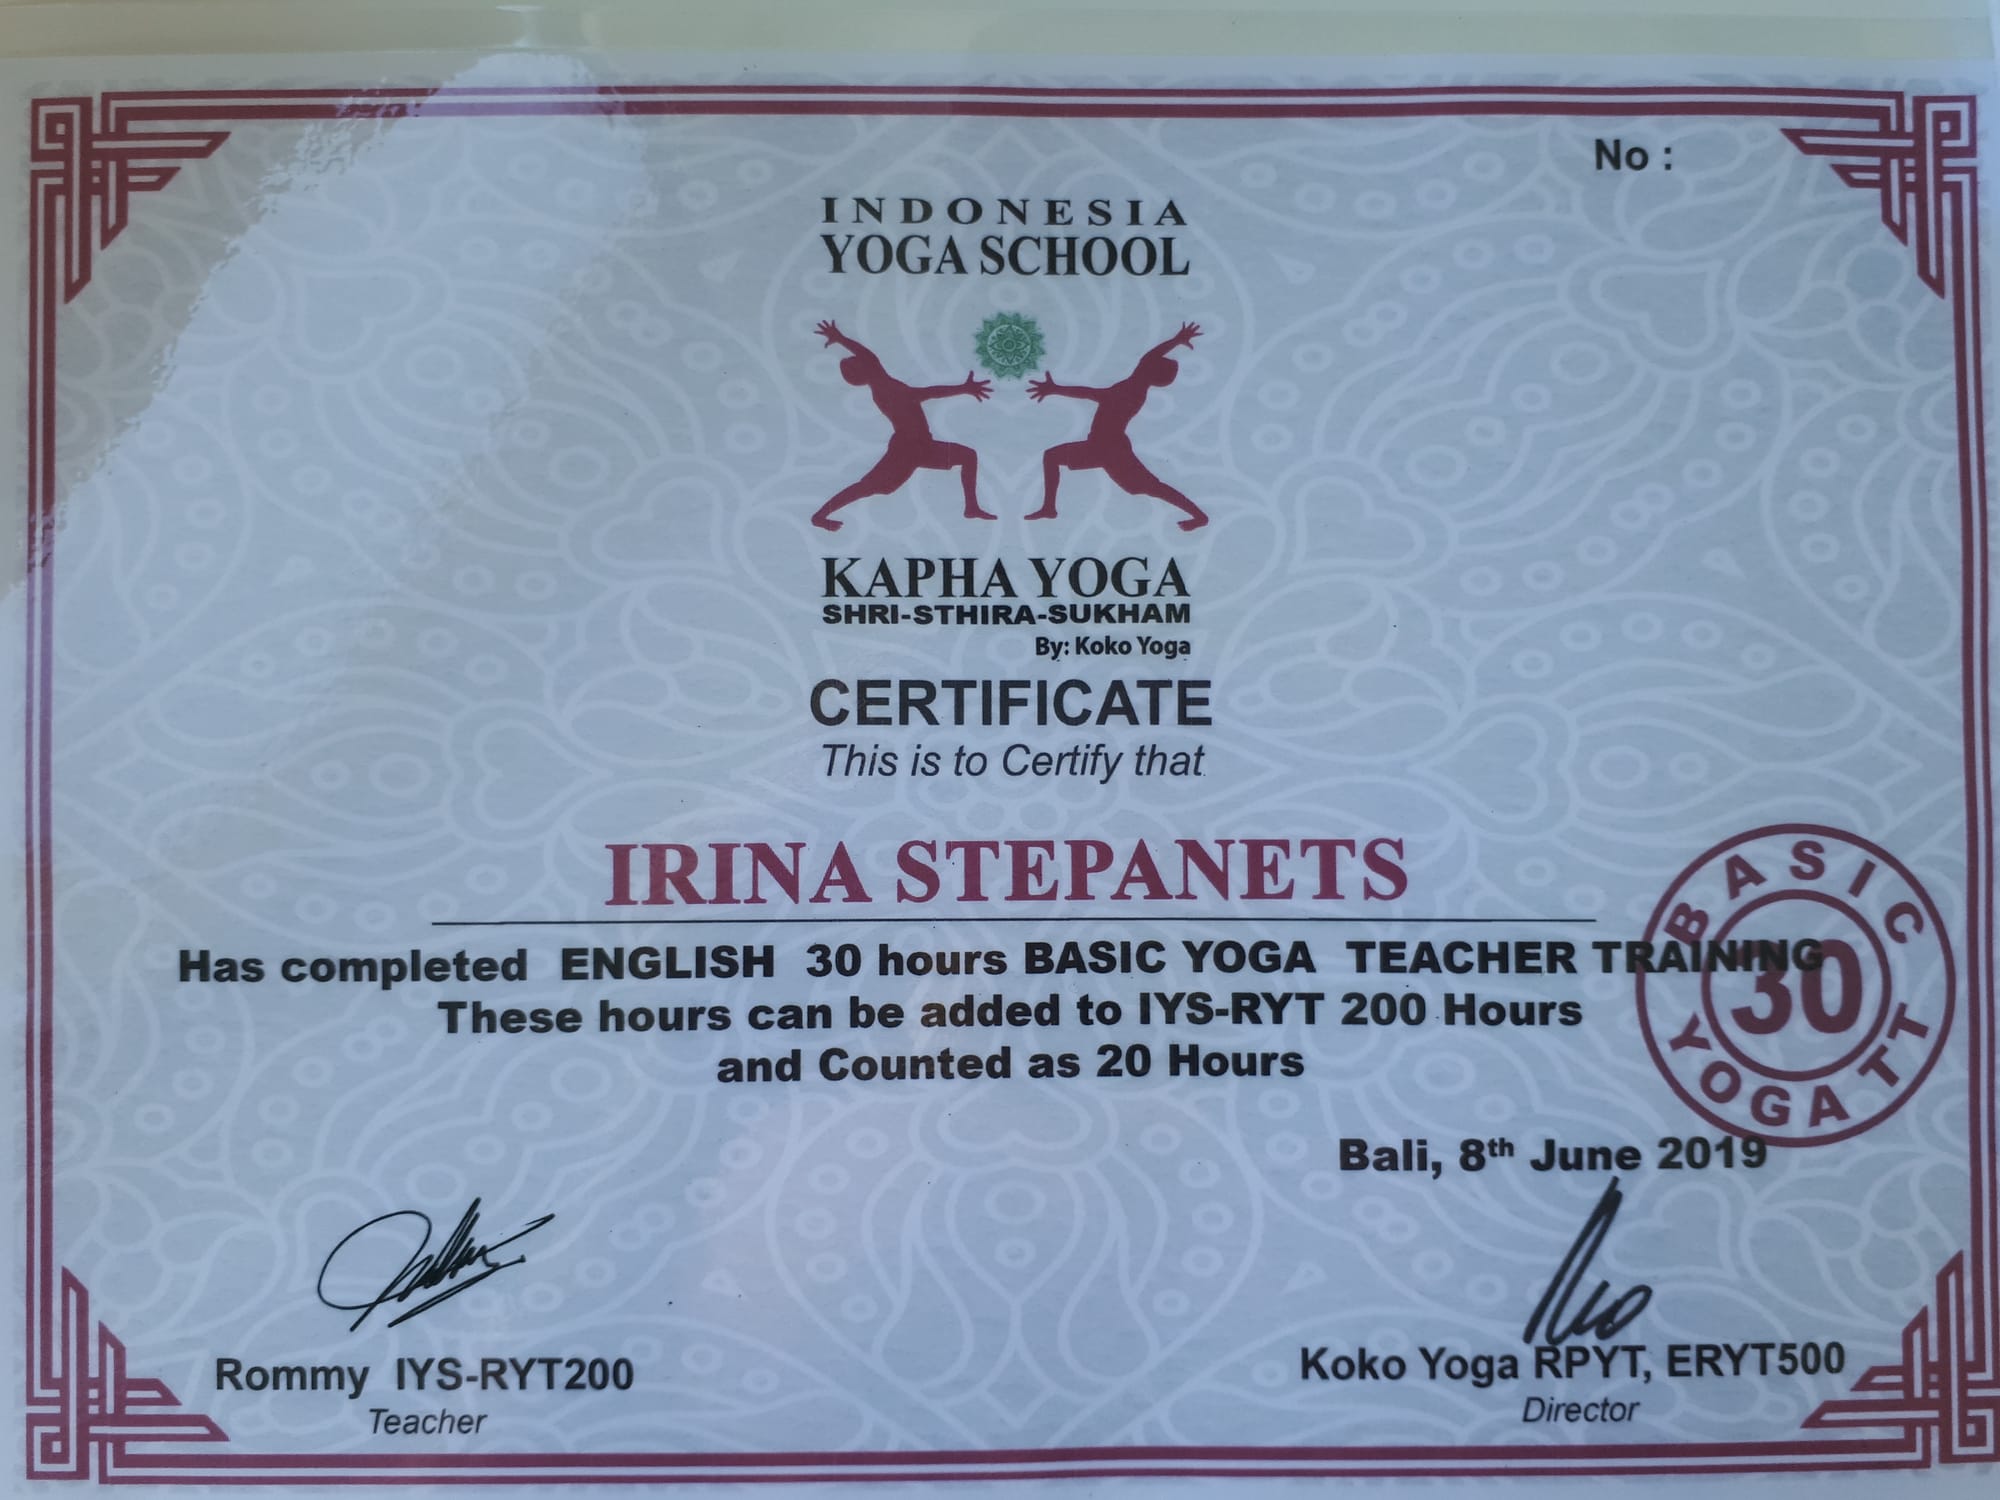 No :
INDONESIA
YOGA SCHOOL
KAPHA YOGA
SHRI-STHIRA-SUKHAM
By: Koko Yoga
CERTIFICATE
This is to Certify that
IRINA STEPANETS
Has completed ENGLISH 30 hours BASIC YOGA TEACHER TRAINING
These hours can be added to IYS-RYT 200 Hours
and Counted as 20 Hours
BASIC
30
YOGATT
Bali, 8th June 2019
Rommy IYS-RYT200
Teacher
Koko Yoga RPYT, ERYT500
Director